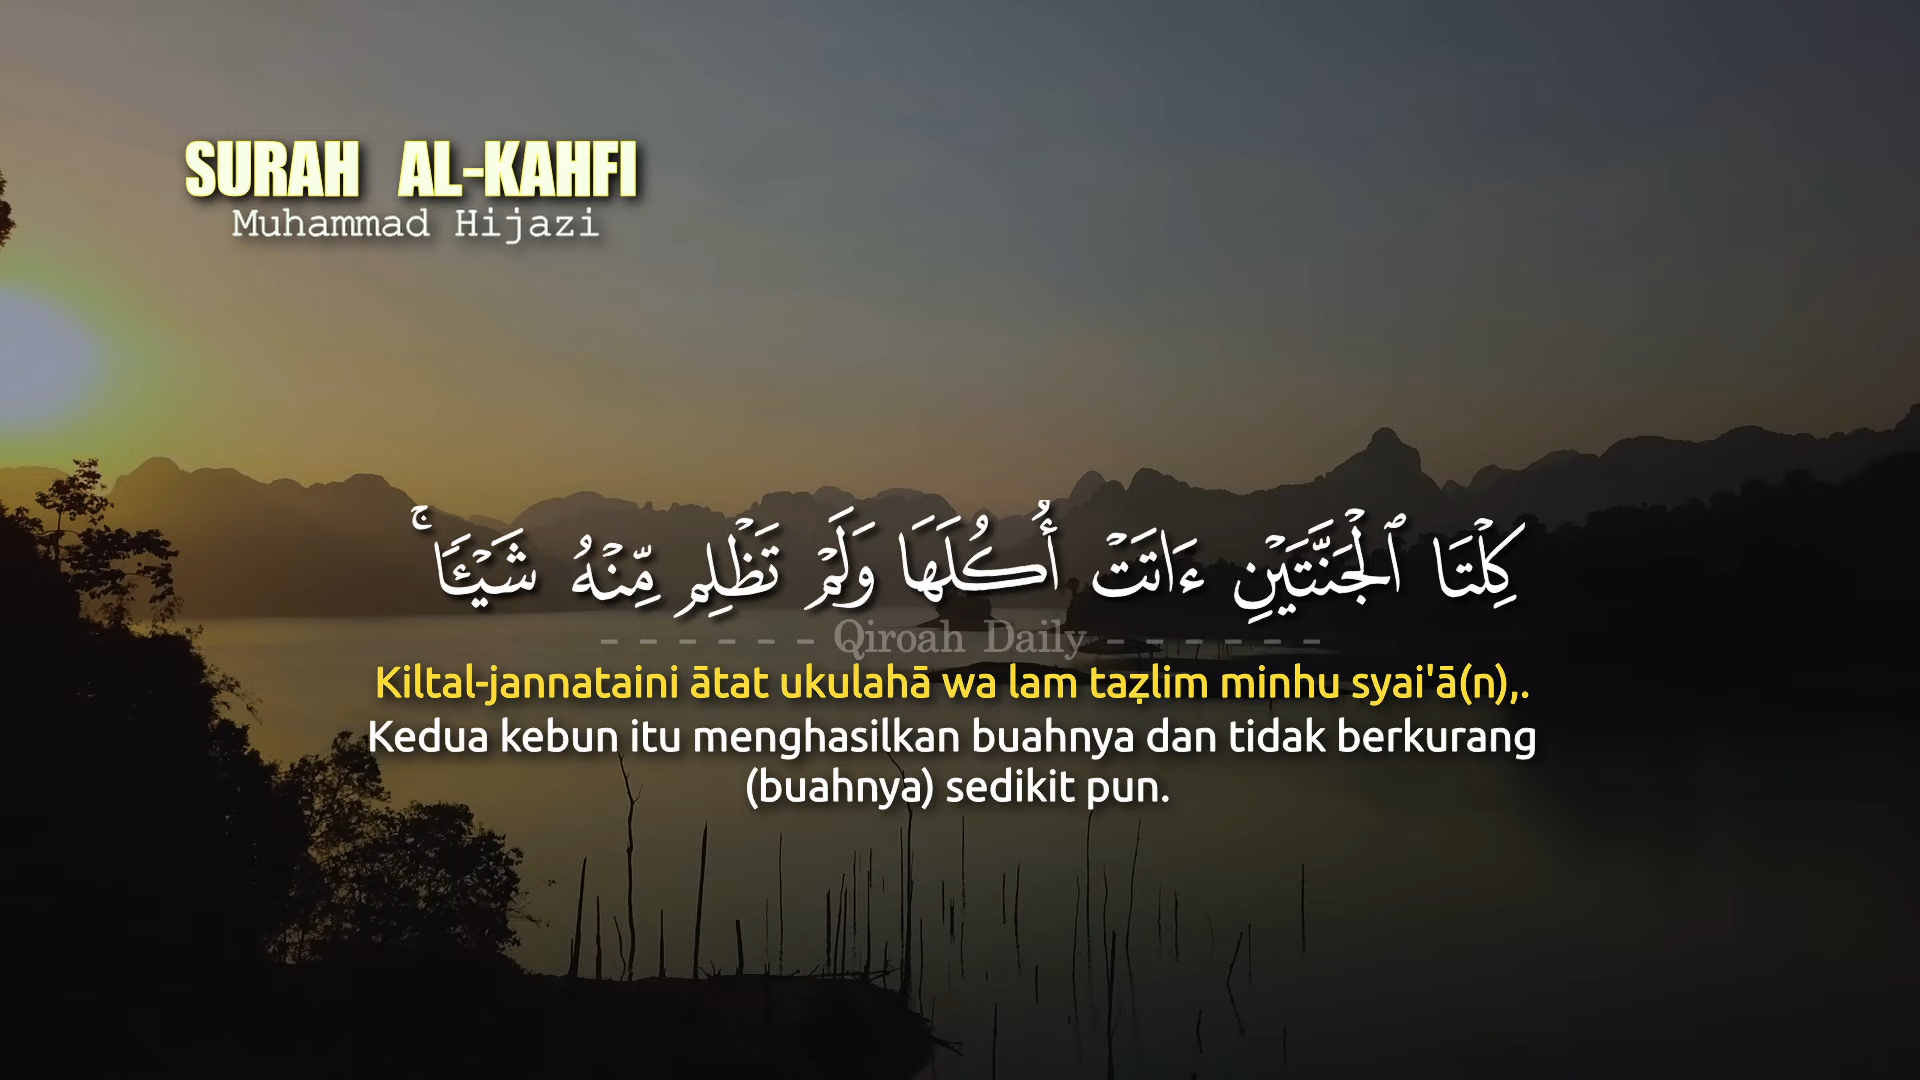 SURAH AL-KAHFI
Muhammad Hijazi
كِلْتَا ٱلْجَنَّتَيْنِ ءَاتَتْ أُكُلَهَا وَلَمْ تَظْلِم مِّنْهُ شَيْـًٔا ۚ
- - - - - - Qiroah Daily - - - - - -
Kiltal-jannataini ātat ukulahā wa lam taẓlim minhu syai'ā(n),.
Kedua kebun itu menghasilkan buahnya dan tidak berkurang
(buahnya) sedikit pun.